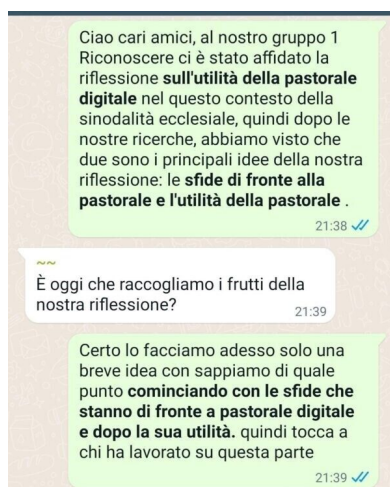 Ciao cari amici, al nostro gruppo 1
Riconoscere ci è stato affidato la
riflessione sull'utilità della pastorale
digitale nel questo contesto della
sinodalità ecclesiale, quindi dopo le
nostre ricerche, abbiamo visto che
due sono i principali idee della nostra
riflessione: le sfide di fronte alla
pastorale e l'utilità della pastorale .
21:38
~~
È oggi che raccogliamo i frutti della
nostra riflessione?
21:39
Certo lo facciamo adesso solo una
breve idea con sappiamo di quale
punto cominciando con le sfide che
stanno di fronte a pastorale digitale
e dopo la sua utilità. quindi tocca a
chi ha lavorato su questa parte
21:39